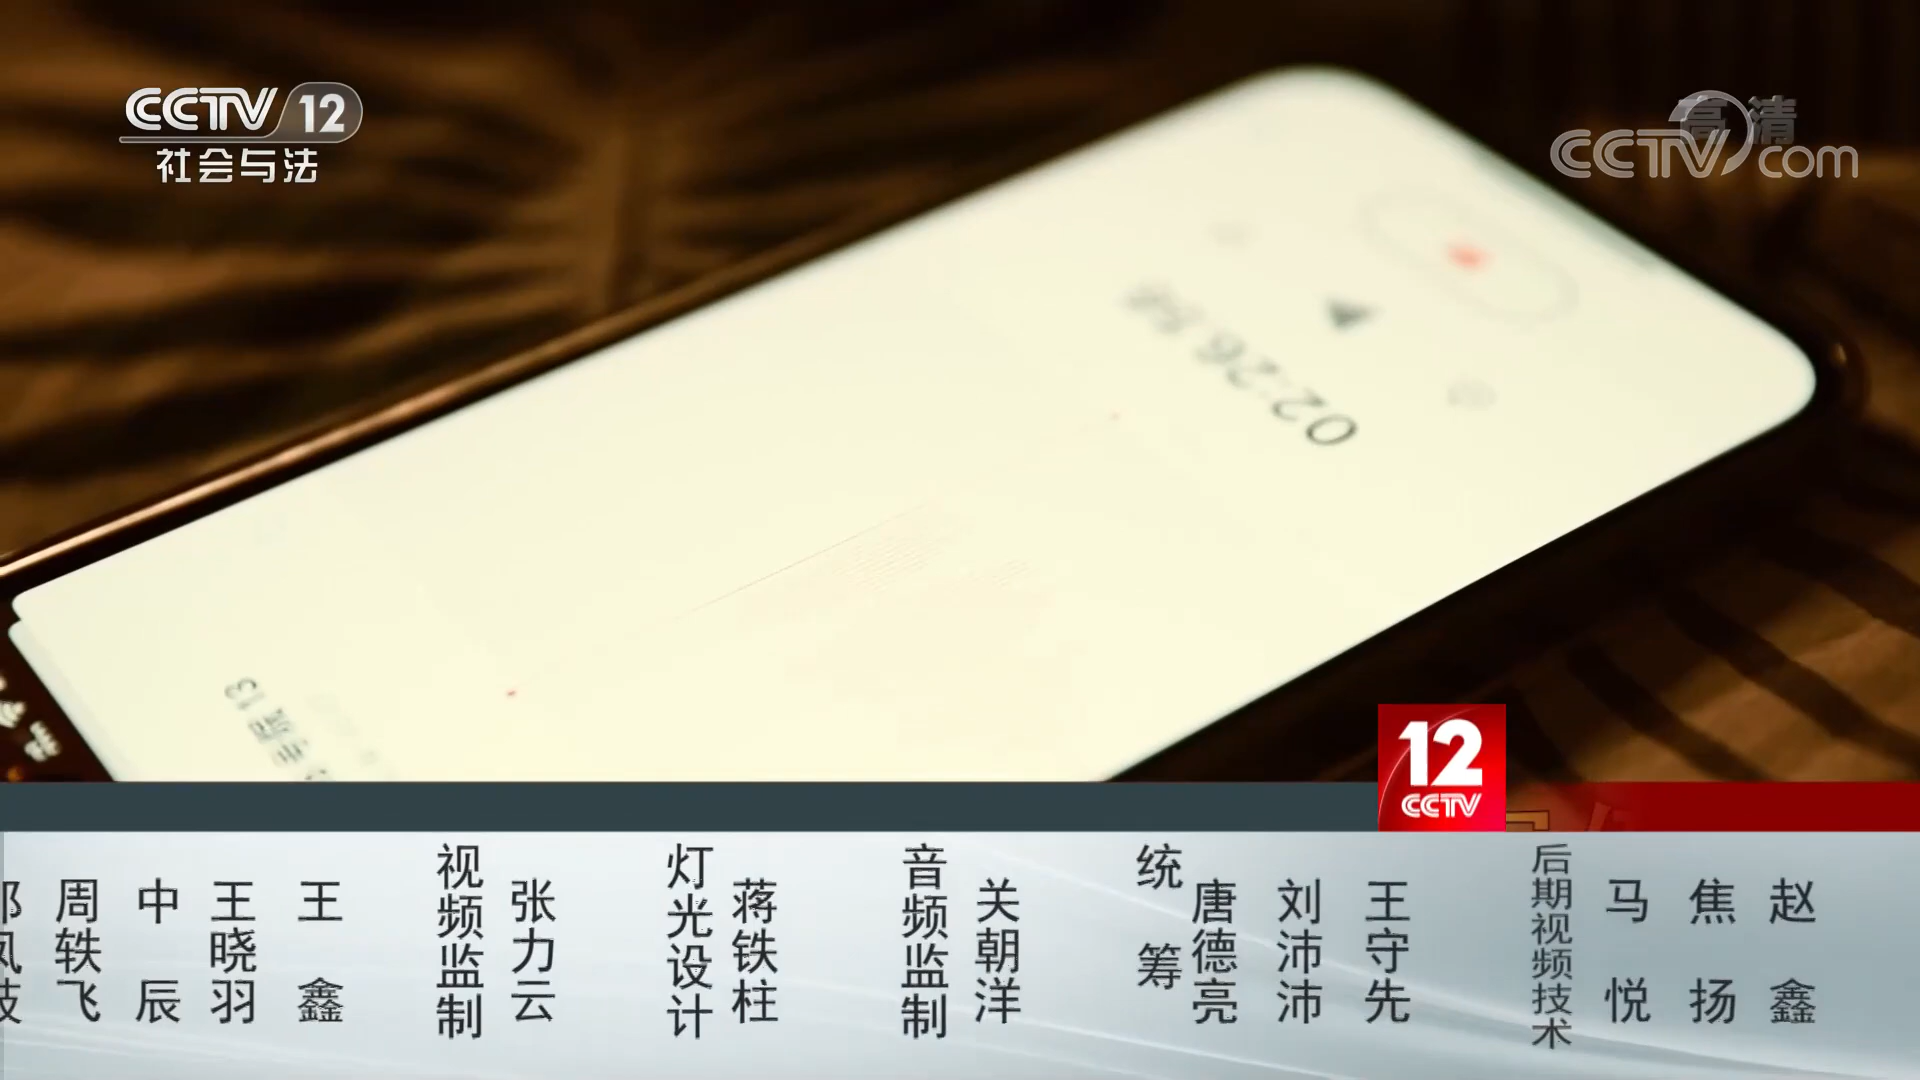 CCTV 12
社会与法
高清
CCTV.com
02:26.58
12
CCTV
周轶飞
中辰
王晓羽
王鑫
视频监制
张力云
灯光设计
蒋铁柱
音频监制
关朝洋
统筹
唐德亮
刘沛沛
王守先
后期视频技术
马悦
焦扬
赵鑫